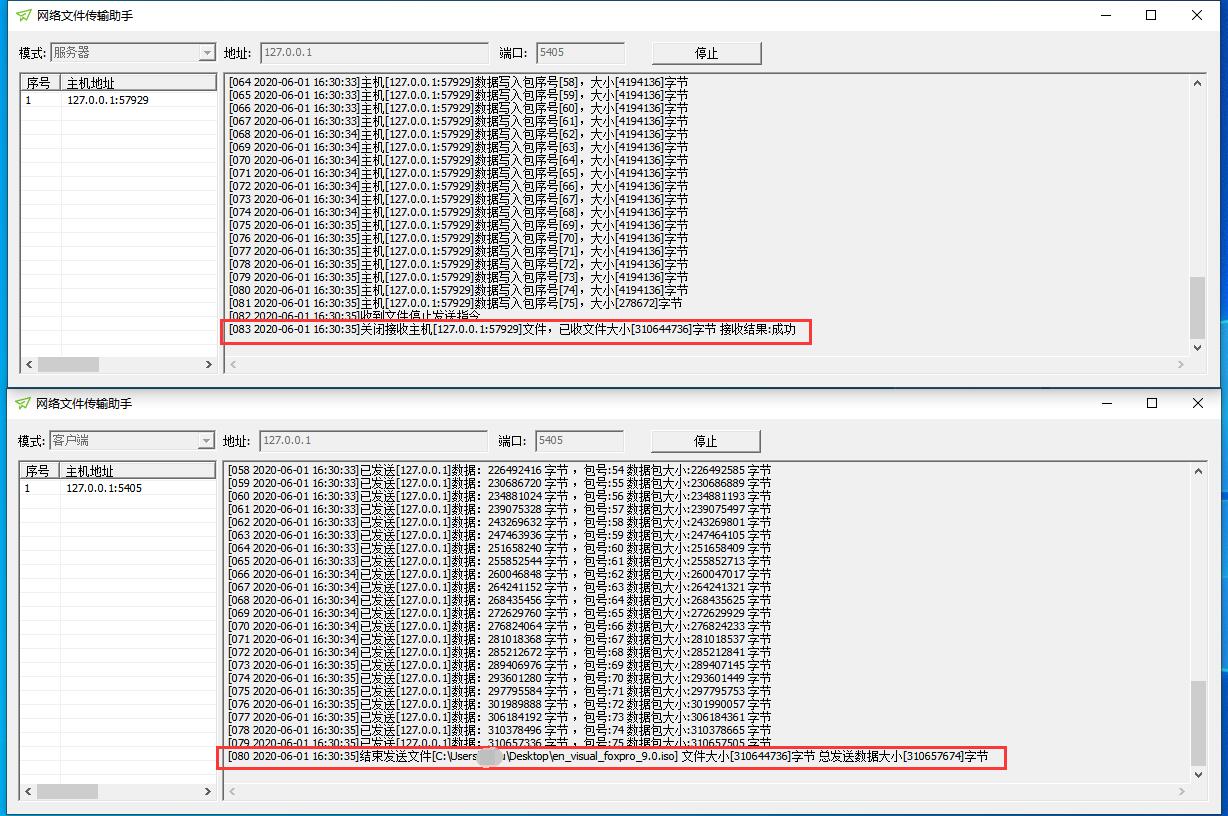 网络文件传输助手
模式: 服务器 地址: 127.0.0.1 端口: 5405 停止
序号 主机地址
1 127.0.0.1:57929
[064 2020-06-01 16:30:33]主机[127.0.0.1:57929]数据写入包序号[58]，大小[4194136]字节
[065 2020-06-01 16:30:33]主机[127.0.0.1:57929]数据写入包序号[59]，大小[4194136]字节
[066 2020-06-01 16:30:33]主机[127.0.0.1:57929]数据写入包序号[60]，大小[4194136]字节
[067 2020-06-01 16:30:33]主机[127.0.0.1:57929]数据写入包序号[61]，大小[4194136]字节
[068 2020-06-01 16:30:34]主机[127.0.0.1:57929]数据写入包序号[62]，大小[4194136]字节
[069 2020-06-01 16:30:34]主机[127.0.0.1:57929]数据写入包序号[63]，大小[4194136]字节
[070 2020-06-01 16:30:34]主机[127.0.0.1:57929]数据写入包序号[64]，大小[4194136]字节
[071 2020-06-01 16:30:34]主机[127.0.0.1:57929]数据写入包序号[65]，大小[4194136]字节
[072 2020-06-01 16:30:34]主机[127.0.0.1:57929]数据写入包序号[66]，大小[4194136]字节
[073 2020-06-01 16:30:34]主机[127.0.0.1:57929]数据写入包序号[67]，大小[4194136]字节
[074 2020-06-01 16:30:34]主机[127.0.0.1:57929]数据写入包序号[68]，大小[4194136]字节
[075 2020-06-01 16:30:35]主机[127.0.0.1:57929]数据写入包序号[69]，大小[4194136]字节
[076 2020-06-01 16:30:35]主机[127.0.0.1:57929]数据写入包序号[70]，大小[4194136]字节
[077 2020-06-01 16:30:35]主机[127.0.0.1:57929]数据写入包序号[71]，大小[4194136]字节
[078 2020-06-01 16:30:35]主机[127.0.0.1:57929]数据写入包序号[72]，大小[4194136]字节
[079 2020-06-01 16:30:35]主机[127.0.0.1:57929]数据写入包序号[73]，大小[4194136]字节
[080 2020-06-01 16:30:35]主机[127.0.0.1:57929]数据写入包序号[74]，大小[4194136]字节
[081 2020-06-01 16:30:35]主机[127.0.0.1:57929]数据写入包序号[75]，大小[278672]字节
[082 2020-06-01 16:30:35]收到文件停止发送指令
[083 2020-06-01 16:30:35]关闭接收主机[127.0.0.1:57929]文件，已收文件大小[310644736]字节 接收结果:成功
网络文件传输助手
模式: 客户端 地址: 127.0.0.1 端口: 5405 停止
序号 主机地址
1 127.0.0.1:5405
[058 2020-06-01 16:30:33]已发送[127.0.0.1]数据：226492416 字节 ，包号:54 数据包大小:226492585 字节
[059 2020-06-01 16:30:33]已发送[127.0.0.1]数据：230686720 字节 ，包号:55 数据包大小:230686889 字节
[060 2020-06-01 16:30:33]已发送[127.0.0.1]数据：234881024 字节 ，包号:56 数据包大小:234881193 字节
[061 2020-06-01 16:30:33]已发送[127.0.0.1]数据：239075328 字节 ，包号:57 数据包大小:239075497 字节
[062 2020-06-01 16:30:33]已发送[127.0.0.1]数据：243269632 字节 ，包号:58 数据包大小:243269801 字节
[063 2020-06-01 16:30:33]已发送[127.0.0.1]数据：247463936 字节 ，包号:59 数据包大小:247464105 字节
[064 2020-06-01 16:30:33]已发送[127.0.0.1]数据：251658240 字节 ，包号:60 数据包大小:251658409 字节
[065 2020-06-01 16:30:33]已发送[127.0.0.1]数据：255852544 字节 ，包号:61 数据包大小:255852713 字节
[066 2020-06-01 16:30:34]已发送[127.0.0.1]数据：260046848 字节 ，包号:62 数据包大小:260047017 字节
[067 2020-06-01 16:30:34]已发送[127.0.0.1]数据：264241152 字节 ，包号:63 数据包大小:264241321 字节
[068 2020-06-01 16:30:34]已发送[127.0.0.1]数据：268435456 字节 ，包号:64 数据包大小:268435625 字节
[069 2020-06-01 16:30:34]已发送[127.0.0.1]数据：272629760 字节 ，包号:65 数据包大小:272629929 字节
[070 2020-06-01 16:30:34]已发送[127.0.0.1]数据：276824064 字节 ，包号:66 数据包大小:276824233 字节
[071 2020-06-01 16:30:34]已发送[127.0.0.1]数据：281018368 字节 ，包号:67 数据包大小:281018537 字节
[072 2020-06-01 16:30:34]已发送[127.0.0.1]数据：285212672 字节 ，包号:68 数据包大小:285212841 字节
[073 2020-06-01 16:30:35]已发送[127.0.0.1]数据：289406976 字节 ，包号:69 数据包大小:289407145 字节
[074 2020-06-01 16:30:35]已发送[127.0.0.1]数据：293601280 字节 ，包号:70 数据包大小:293601449 字节
[075 2020-06-01 16:30:35]已发送[127.0.0.1]数据：297795584 字节 ，包号:71 数据包大小:297795753 字节
[076 2020-06-01 16:30:35]已发送[127.0.0.1]数据：301989888 字节 ，包号:72 数据包大小:301990057 字节
[077 2020-06-01 16:30:35]已发送[127.0.0.1]数据：306184192 字节 ，包号:73 数据包大小:306184361 字节
[078 2020-06-01 16:30:35]已发送[127.0.0.1]数据：310378496 字节 ，包号:74 数据包大小:310378665 字节
[079 2020-06-01 16:30:35]已发送[127.0.0.1]数据：310657336 字节 ，包号:75 数据包大小:310657505 字节
[080 2020-06-01 16:30:35]结束发送文件[C:\Users u\Desktop\en_visual_foxpro_9.0.iso] 文件大小[310644736]字节 总发送数据大小[310657674]字节